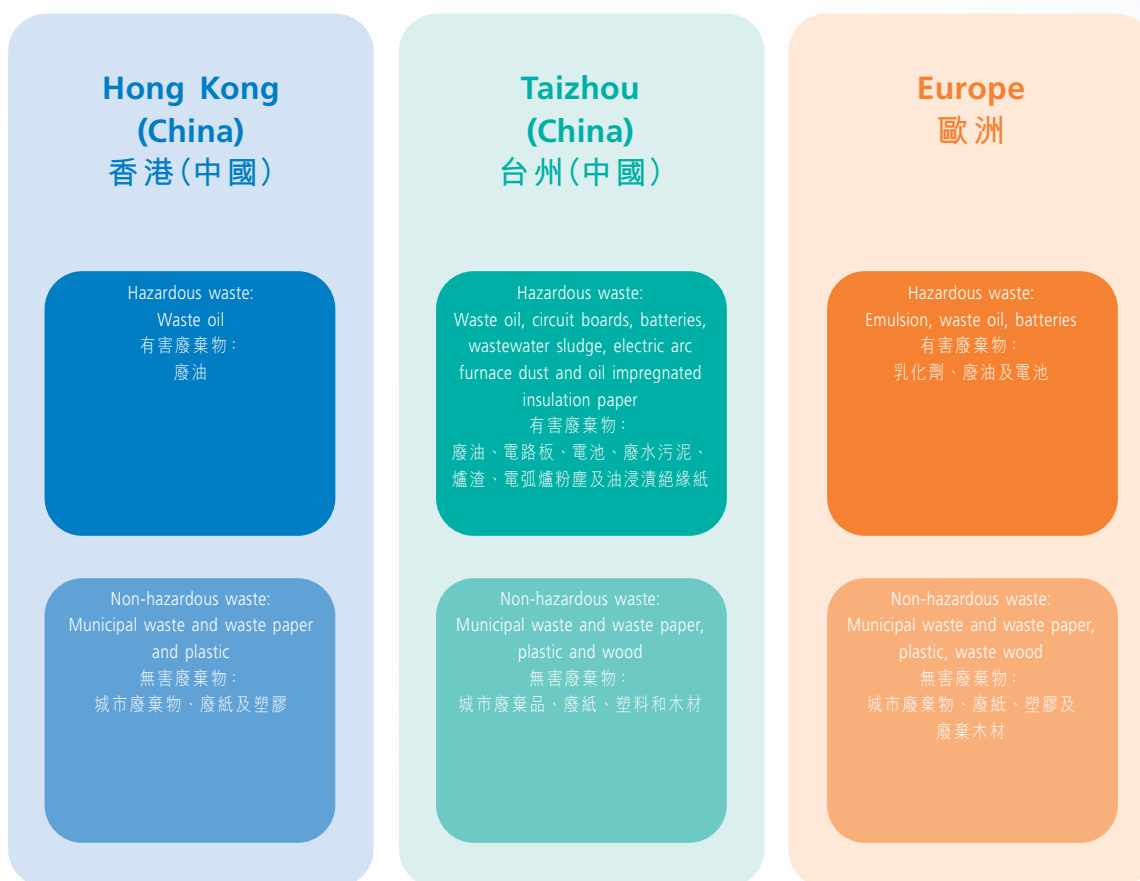 Hong Kong
(China)
香港(中國)
Hazardous waste:
Waste oil
有害廢棄物：
廢油
Non-hazardous waste:
Municipal waste and waste paper
and plastic
無害廢棄物：
城市廢棄物、廢紙及塑膠
Taizhou
(China)
台州(中國)
Hazardous waste:
Waste oil, circuit boards, batteries,
wastewater sludge, electric arc
furnace dust and oil impregnated
insulation paper
有害廢棄物：
廢油、電路板、電池、廢水污泥、
爐渣、電弧爐粉塵及油浸漬絕緣紙
Non-hazardous waste:
Municipal waste and waste paper,
plastic and wood
無害廢棄物：
城市廢棄品、廢紙、塑料和木材
Europe
歐洲
Hazardous waste:
Emulsion, waste oil, batteries
有害廢棄物：
乳化劑、廢油及電池
Non-hazardous waste:
Municipal waste and waste paper,
plastic, waste wood
無害廢棄物：
城市廢棄物、廢紙、塑膠及
廢棄木材